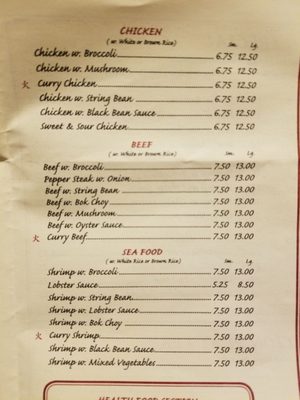 CHICKEN
( w. White or Brown Rice) Sm. Lg.
Chicken w. Broccoli 6.75 12.50
Chicken w. Mushroom 6.75 12.50
火 Curry Chicken 6.75 12.50
Chicken w. String Bean 6.75 12.50
Chicken w. Black Bean Sauce 6.75 12.50
Sweet & Sour Chicken 6.75 12.50
BEEF
( w. White or Brown Rice) Sm. Lg.
Beef w. Broccoli 7.50 13.00
Pepper Steak w. Onion 7.50 13.00
Beef w. String Bean 7.50 13.00
Beef w. Bok Choy 7.50 13.00
Beef w. Mushroom 7.50 13.00
Beef w. Oyster Sauce 7.50 13.00
火 Curry Beef 7.50 13.00
SEA FOOD
( w. White Rice or Brown Rice) Sm. Lg.
Shrimp w. Broccoli 7.50 13.00
Lobster Sauce 5.25 8.50
Shrimp w. String Bean 7.50 13.00
Shrimp w. Lobster Sauce 7.50 13.00
Shrimp w. Bok Choy 7.50 13.00
火 Curry Shrimp 7.50 13.00
Shrimp w. Black Bean Sauce 7.50 13.00
Shrimp w. Mixed Vegetables 7.50 13.00
HEALTH FOOD SECTION